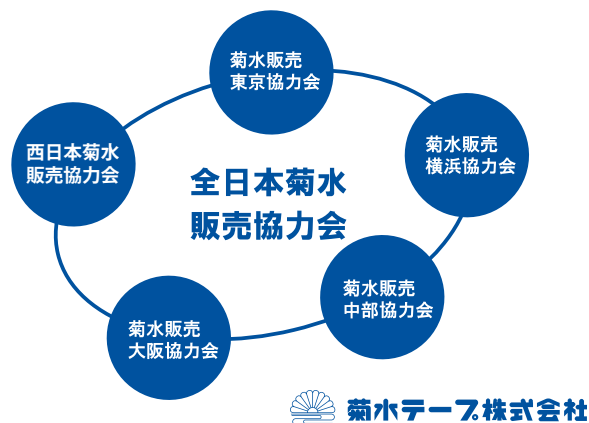 菊水販売
東京協力会
菊水販売
横浜協力会
西日本菊水
販売協力会
全日本菊水
販売協力会
菊水販売
中部協力会
菊水販売
大阪協力会
菊水テープ株式会社